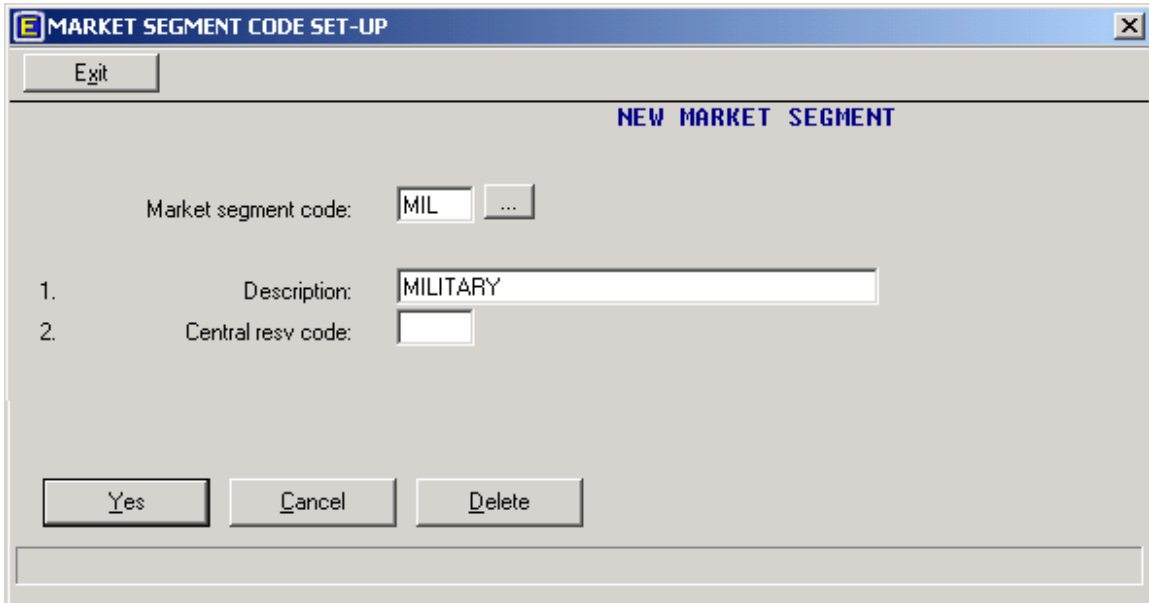 E MARKET SEGMENT CODE SET-UP
Exit
NEW MARKET SEGMENT
Market segment code: MIL ...
1. Description: MILITARY
2. Central resv code:
Yes Cancel Delete